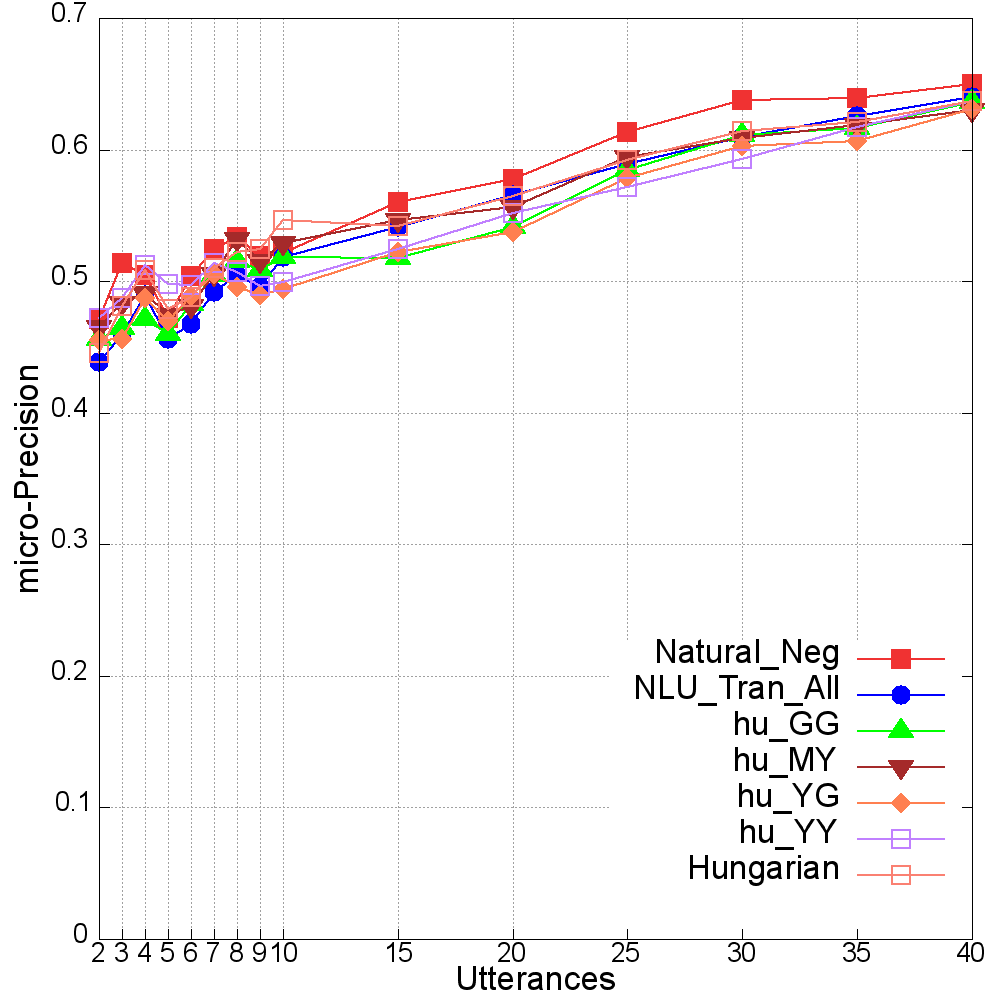 0.7
0.6
0.5
0.4
0.3
0.2
0.1
0
micro-Precision
Natural_Neg
NLU_Tran_All
hu_GG
hu_MY
hu_YG
hu_YY
Hungarian
2 3 4 5 6 7 8 9 10 15 20 25 30 35 40
Utterances